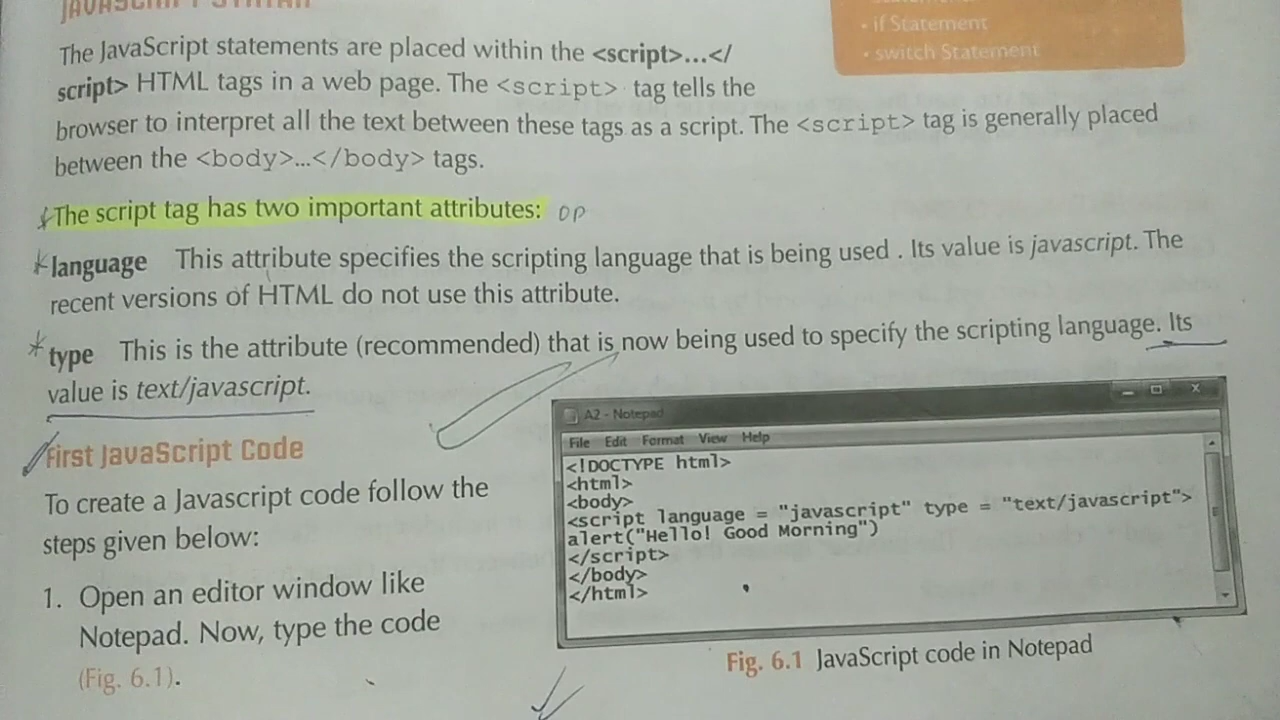 JAVASCRIPT SYNTAX
The JavaScript statements are placed within the <script>...</
script> HTML tags in a web page. The <script> tag tells the
browser to interpret all the text between these tags as a script. The <script> tag is generally placed
between the <body>...</body> tags.
• if Statement
• switch Statement
The script tag has two important attributes: OP
language This attribute specifies the scripting language that is being used . Its value is javascript. The
recent versions of HTML do not use this attribute.
type This is the attribute (recommended) that is now being used to specify the scripting language. Its
value is text/javascript.
First JavaScript Code
To create a Javascript code follow the
steps given below:
1. Open an editor window like
Notepad. Now, type the code
(Fig. 6.1).
A2 - Notepad
File Edit Format View Help
<!DOCTYPE html>
<html>
<body>
<script language = "javascript" type = "text/javascript">
alert("Hello! Good Morning")
</script>
</body>
</html>
Fig. 6.1 JavaScript code in Notepad